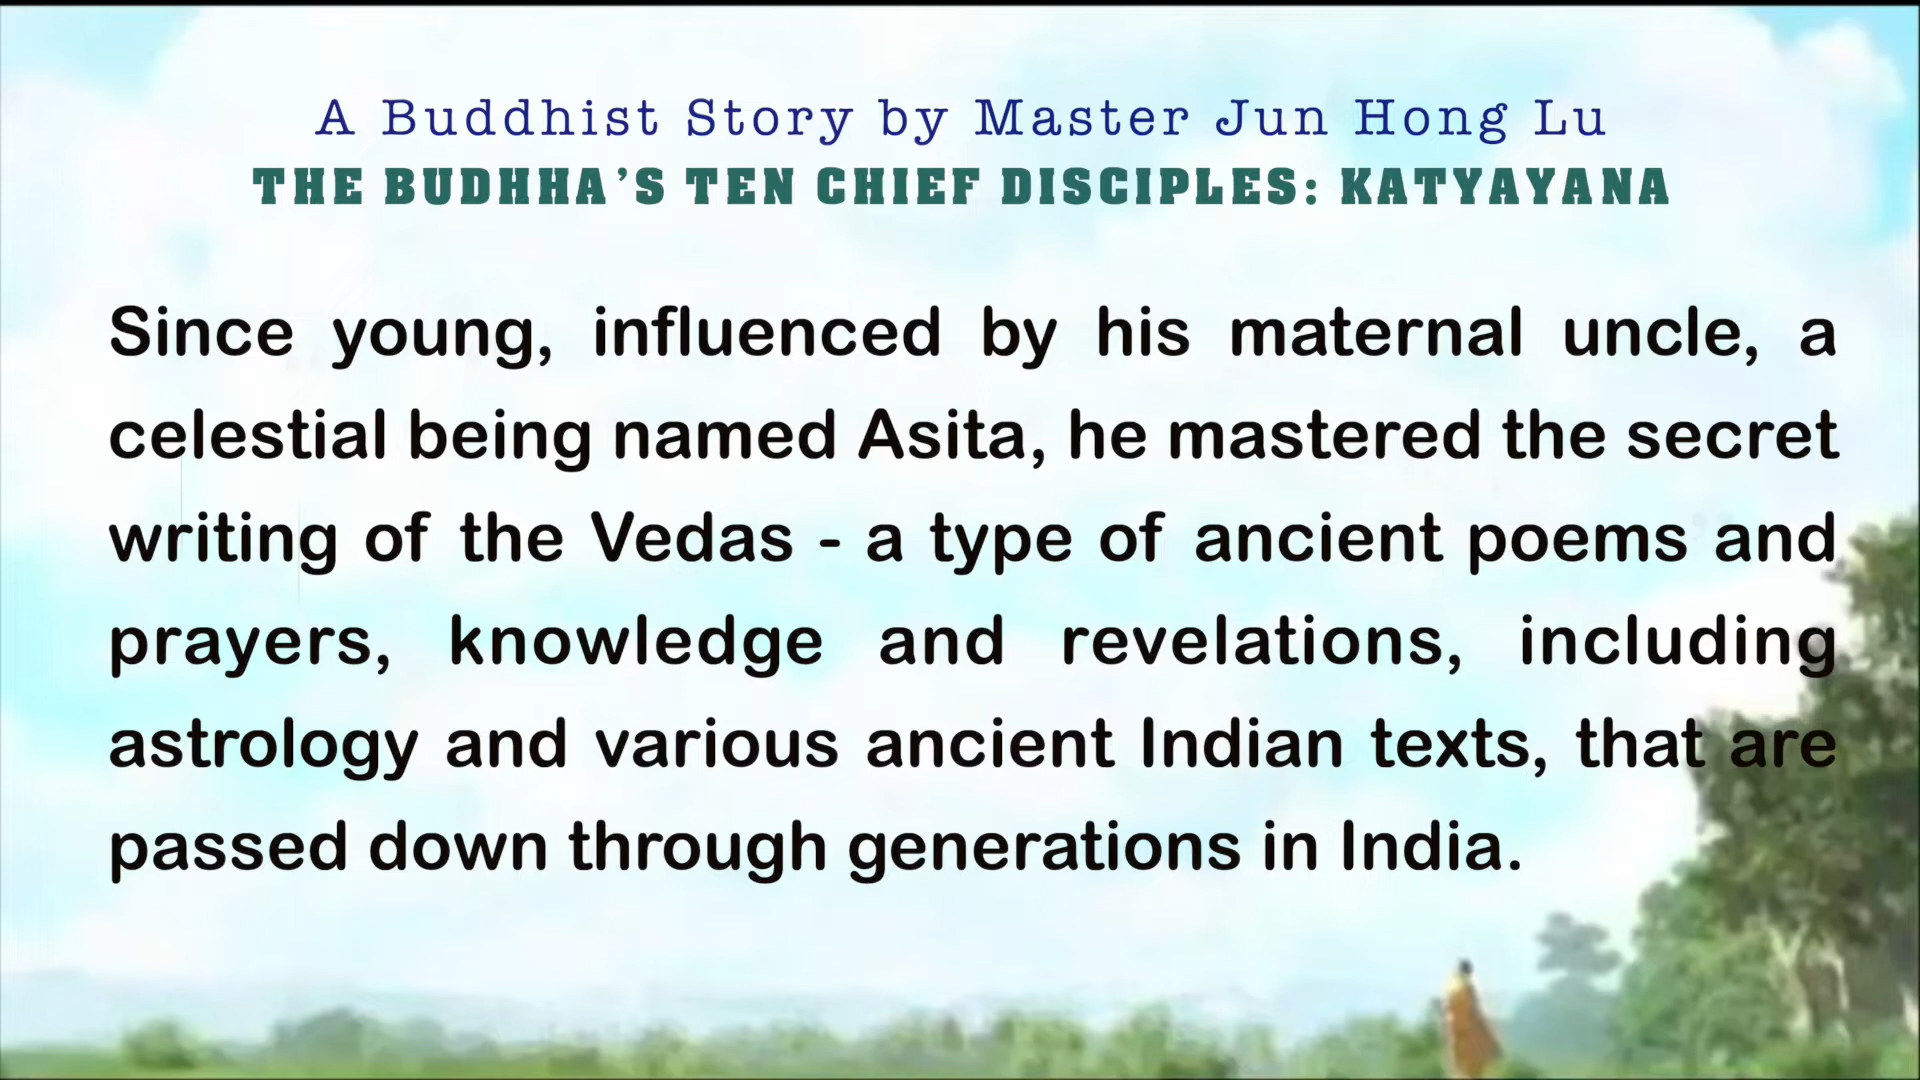 A Buddhist Story by Master Jun Hong Lu
THE BUDHHA’S TEN CHIEF DISCIPLES: KATYAYANA
Since young, influenced by his maternal uncle, a
celestial being named Asita, he mastered the secret
writing of the Vedas - a type of ancient poems and
prayers, knowledge and revelations, including
astrology and various ancient Indian texts, that are
passed down through generations in India.